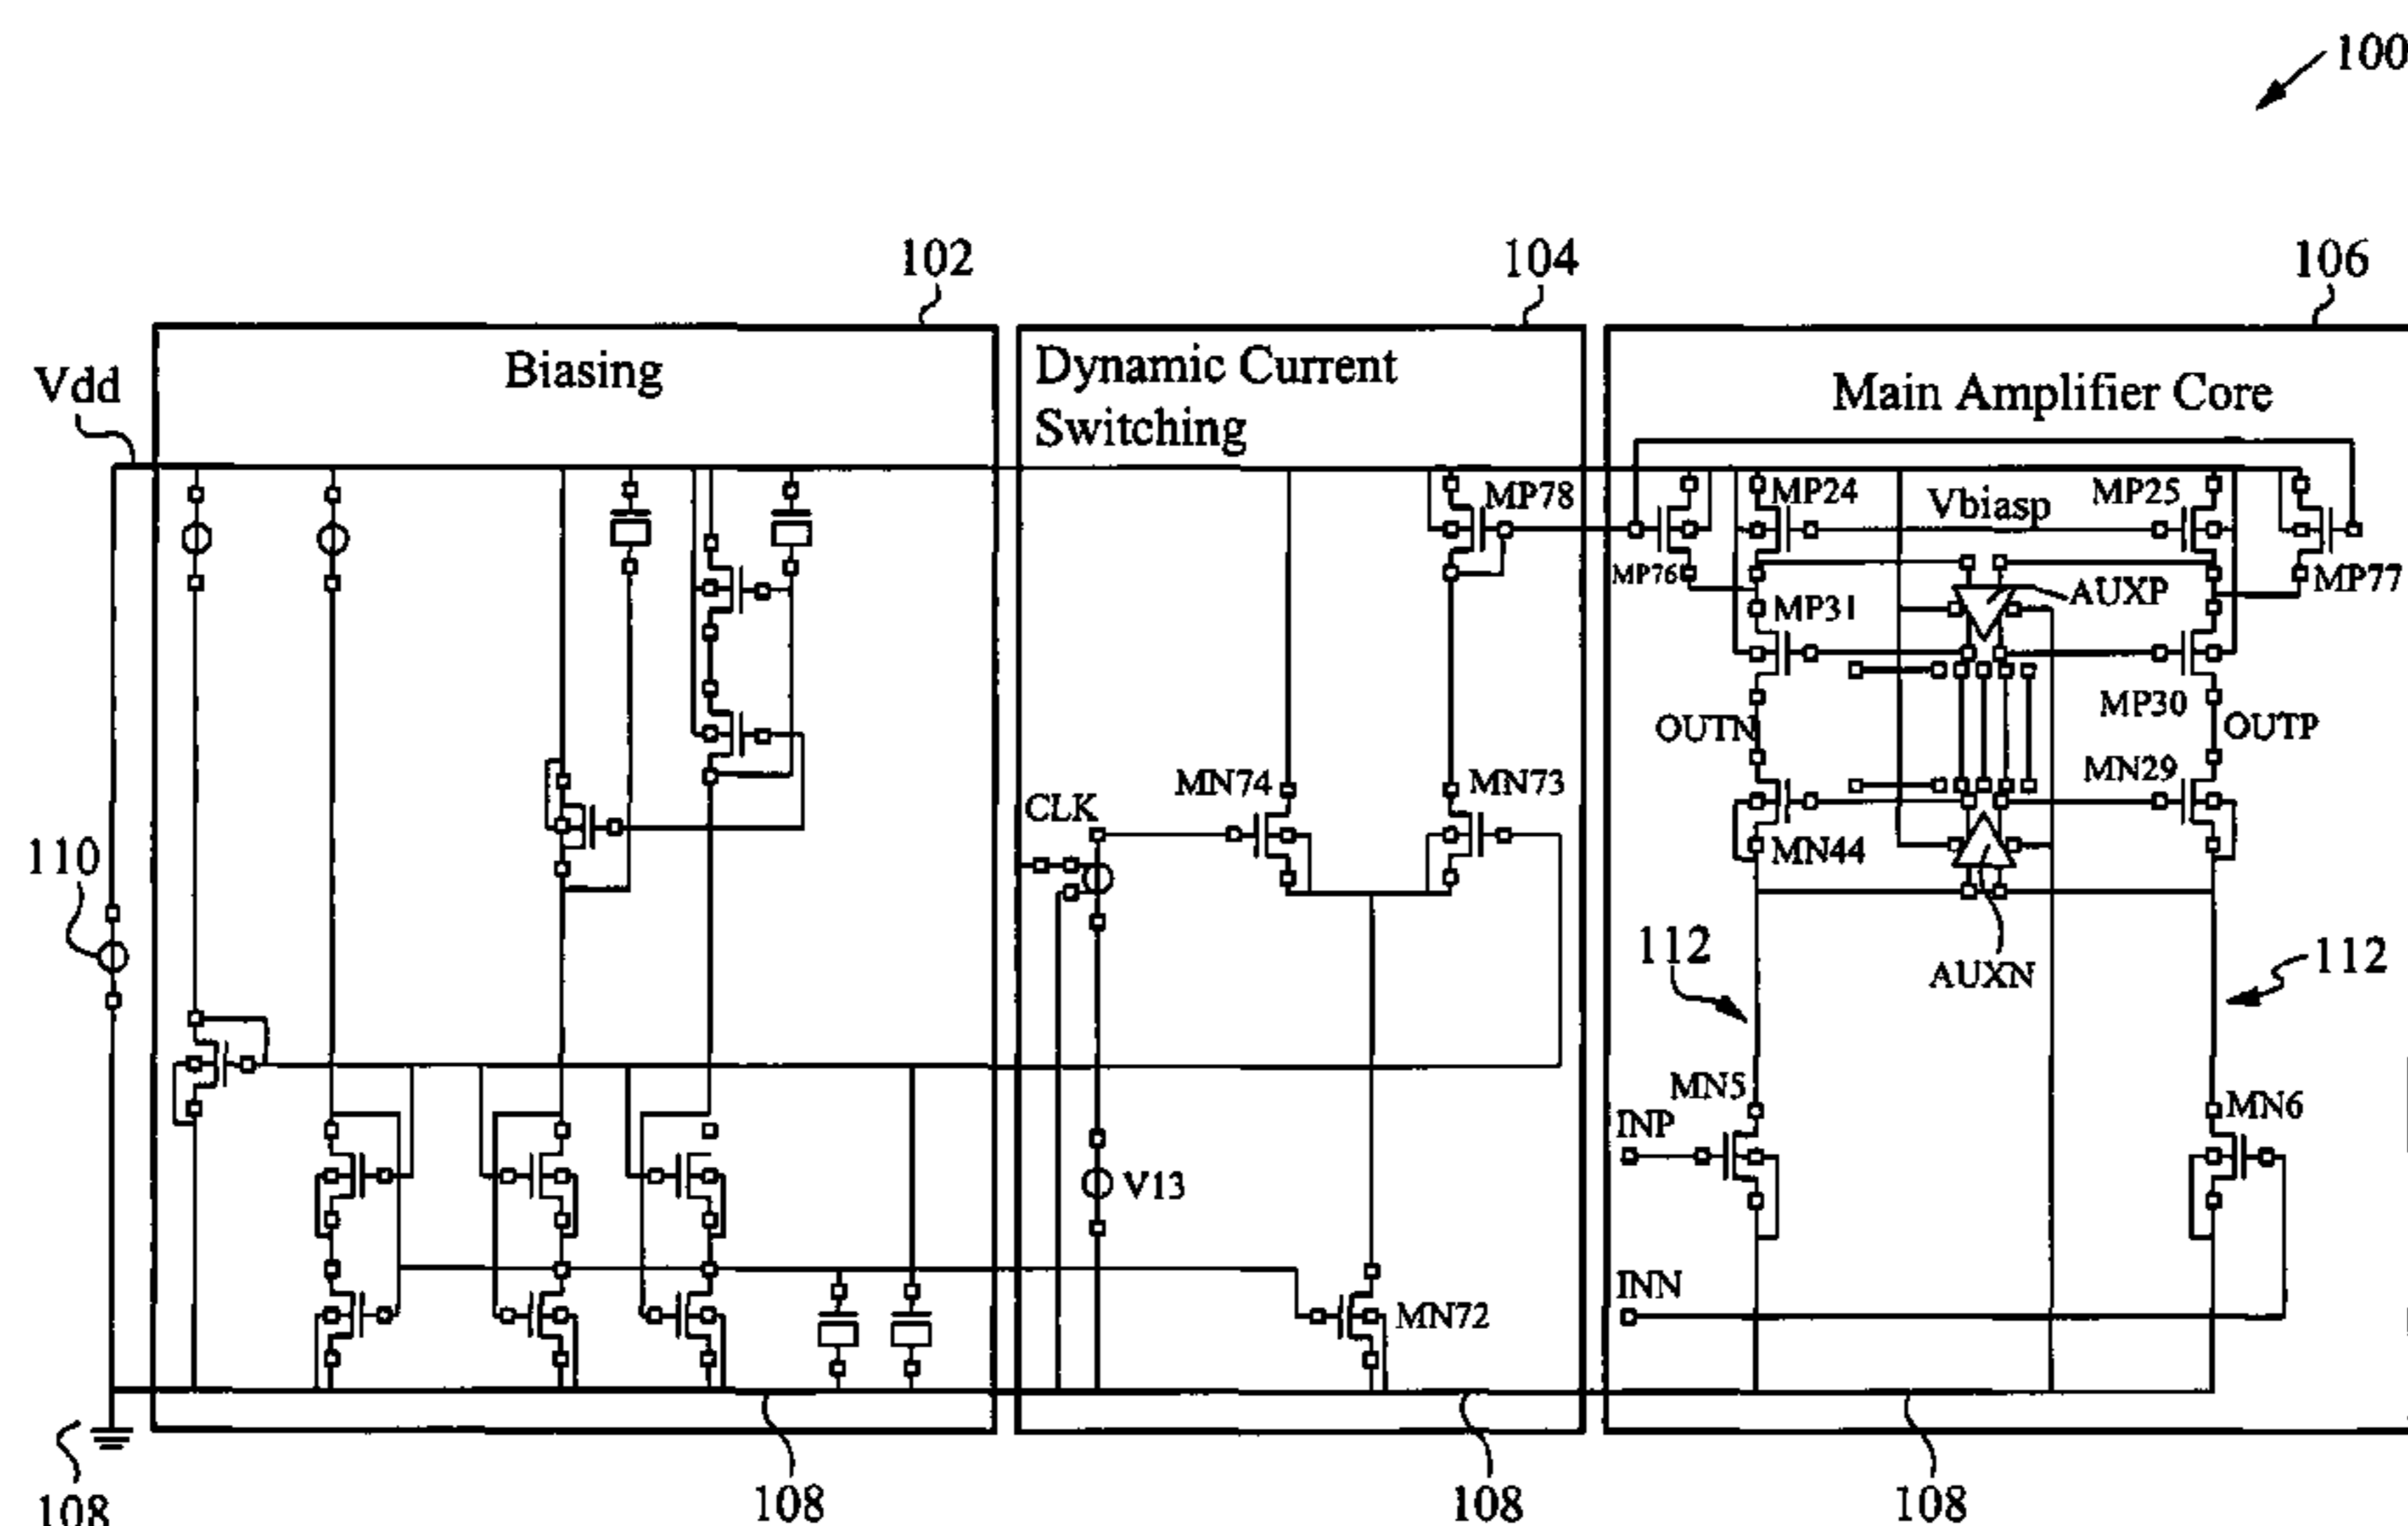 100
102
104
106
Biasing
Dynamic Current
Switching
Main Amplifier Core
Vdd
MP78
MP24
Vbiasp
MP25
MP76
MP77
AUXP
MP31
MP30
OUTN
OUTP
MN74
MN73
MN29
CLK
MN44
110
112
AUXN
112
MN5
MN6
INP
V13
INN
MN72
108
108
108
108